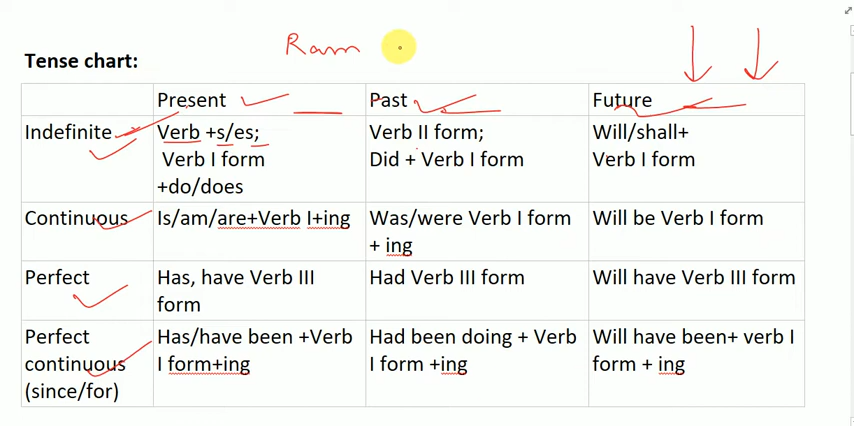 Ram
Tense chart:
Present Past Future
Indefinite Verb +s/es; Verb II form; Will/shall+
Verb I form Did + Verb I form Verb I form
+do/does
Continuous Is/am/are+Verb I+ing Was/were Verb I form Will be Verb I form
+ ing
Perfect Has, have Verb III Had Verb III form Will have Verb III form
form
Perfect Has/have been +Verb Had been doing + Verb Will have been+ verb I
continuous I form+ing I form +ing form + ing
(since/for)